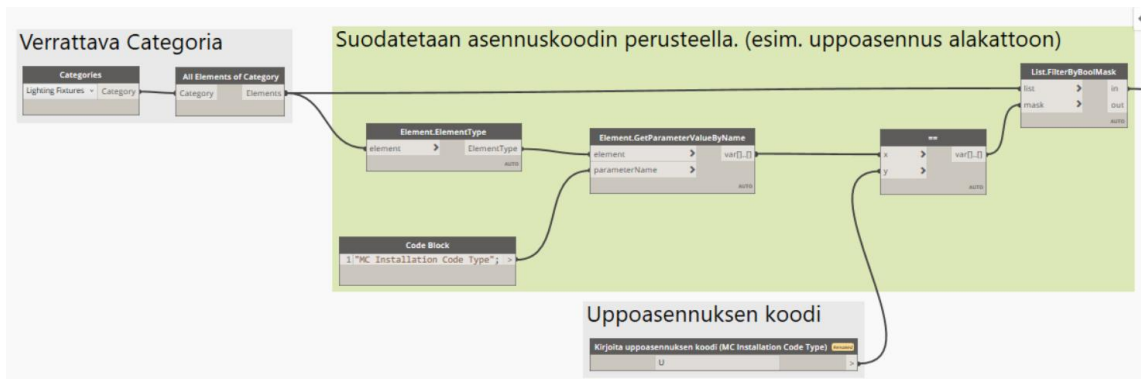 Verrattava Categoria
Categories
Lighting Fixtures Category
All Elements of Category
Category Elements
Suodatetaan asennuskoodin perusteella. (esim. uppoasennus alakattoon)
Element.ElementType
element > ElementType
AUTO
Code Block
1 "MC Installation Code Type"; >
Element.GetParameterValueByName
element > var[]..[]
parameterName >
AUTO
==
x > var[]..[]
y >
AUTO
List.FilterByBoolMask
list > in
mask > out
AUTO
Uppoasennuksen koodi
Kirjoita uppoasennuksen koodi (MC Installation Code Type)
U >